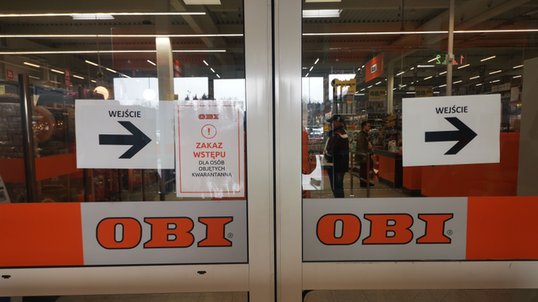 WEJŚCIE
OBI
!
ZAKAZ
WSTĘPU
DLA OSÓB
OBJĘTYCH
KWARANTANNĄ
WEJŚCIE
OBI®
OBI®